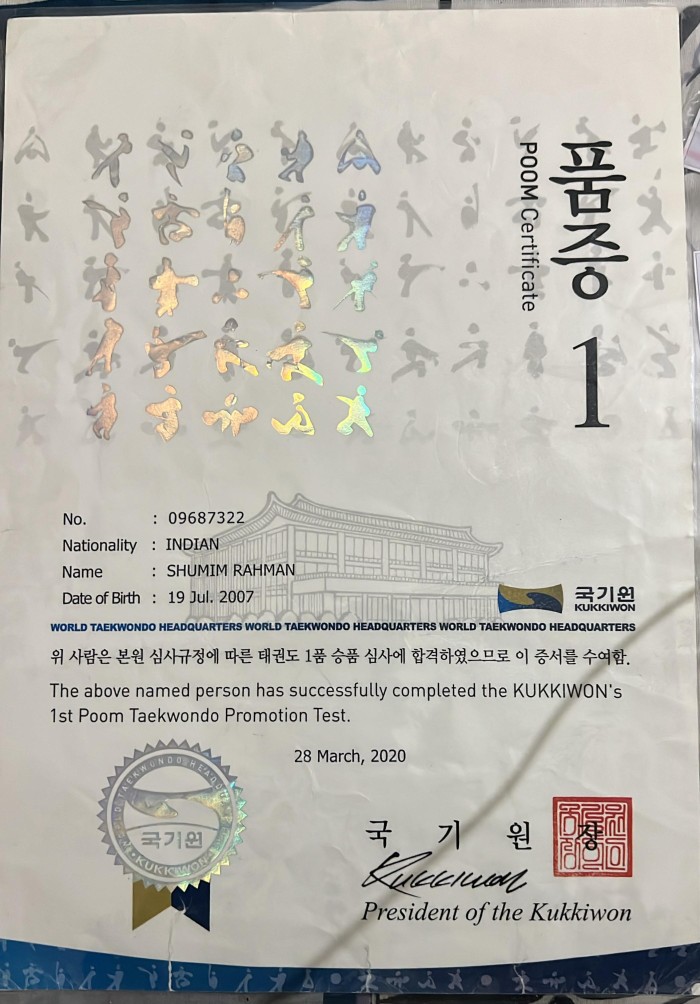 품증
POOM Certificate
1
No. : 09687322
Nationality : INDIAN
Name : SHUMIM RAHMAN
Date of Birth : 19 Jul. 2007
국기원
KUKKIWON
WORLD TAEKWONDO HEADQUARTERS WORLD TAEKWONDO HEADQUARTERS WORLD TAEKWONDO HEADQUARTERS
위 사람은 본원 심사규정에 따른 태권도 1품 승품 심사에 합격하였으므로 이 증서를 수여함.
The above named person has successfully completed the KUKKIWON's
1st Poom Taekwondo Promotion Test.
28 March, 2020
국기원
KUKKIWON
국 기 원 장
Kukkiwon
President of the Kukkiwon